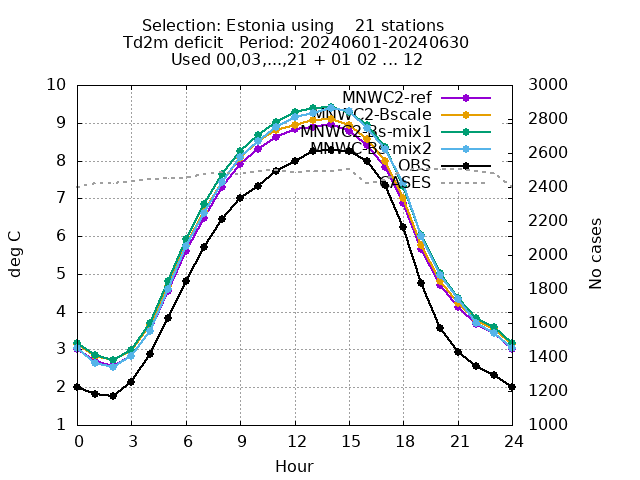 Selection: Estonia using 21 stations
Td2m deficit Period: 20240601-20240630
Used 00,03,...,21 + 01 02 ... 12
MNWC2-ref
MNWC2-Bscale
MNWC2-Bs-mix1
MNWC-Bs-mix2
OBS
CASES
deg C
10
9
8
7
6
5
4
3
2
1
3000
2800
2600
2400
2200
2000
1800
1600
1400
1200
1000
No cases
0 3 6 9 12 15 18 21 24
Hour